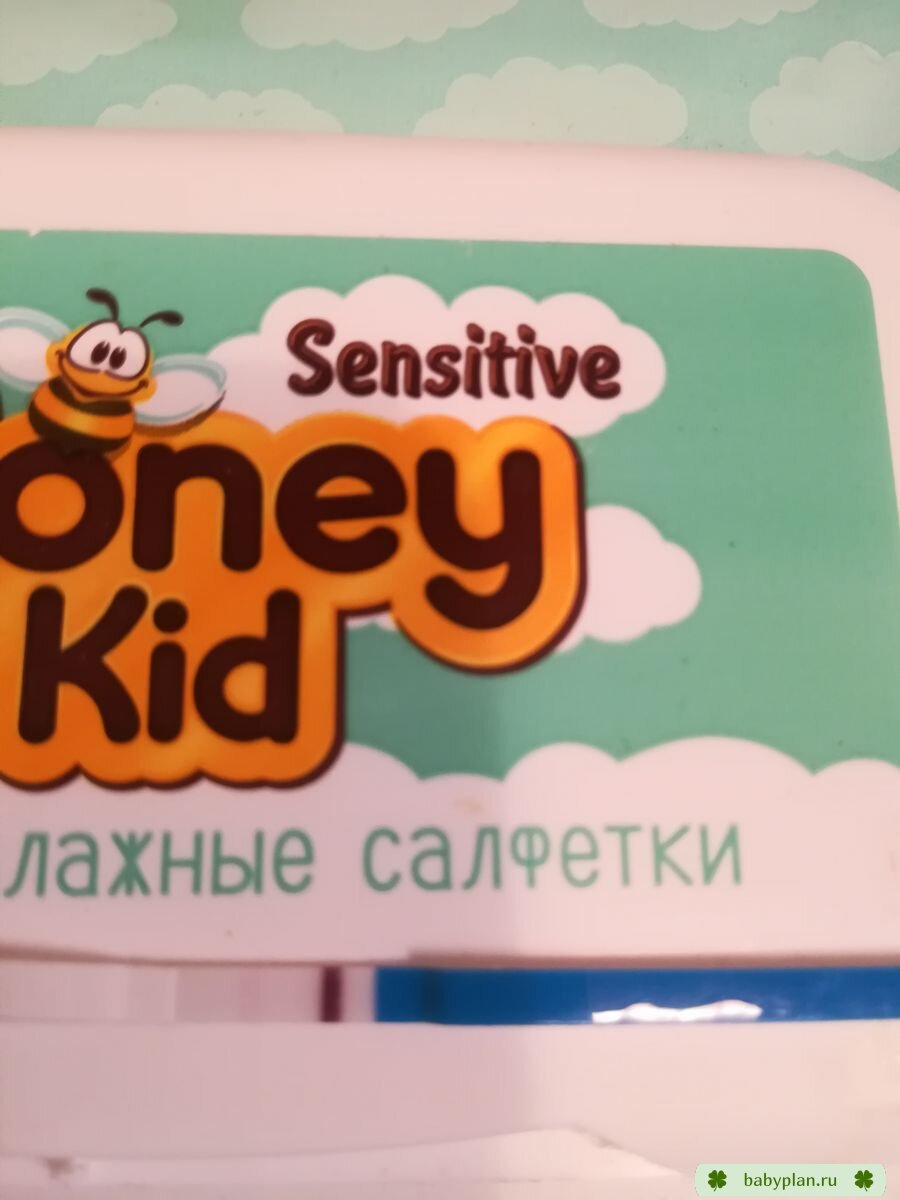 Sensitive
oney
Kid
лажные салфетки
babyplan.ru